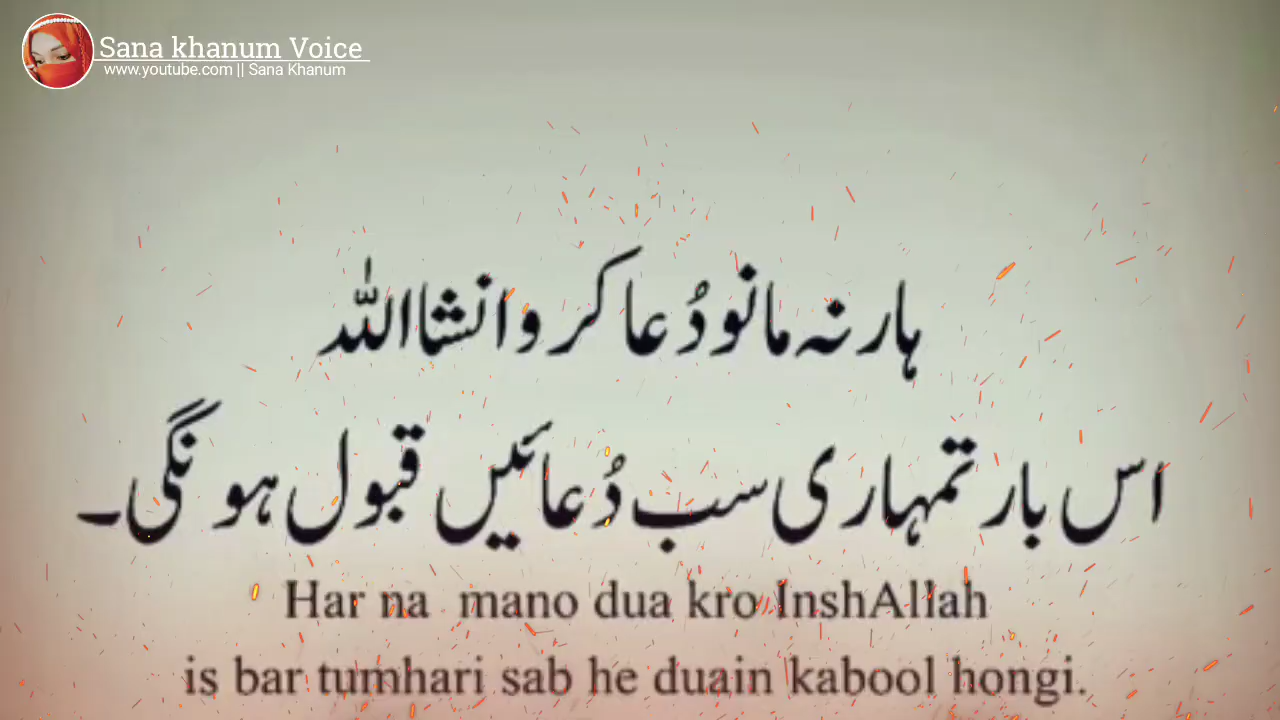 Sana khanum Voice
www.youtube.com || Sana Khanum
ہار نہ مانو دُعا کرو انشااللّٰہ
اس بار تمہاری سب دُعائیں قبول ہونگی۔
Har na mano dua kro InshAllah
is bar tumhari sab he duain kabool hongi.